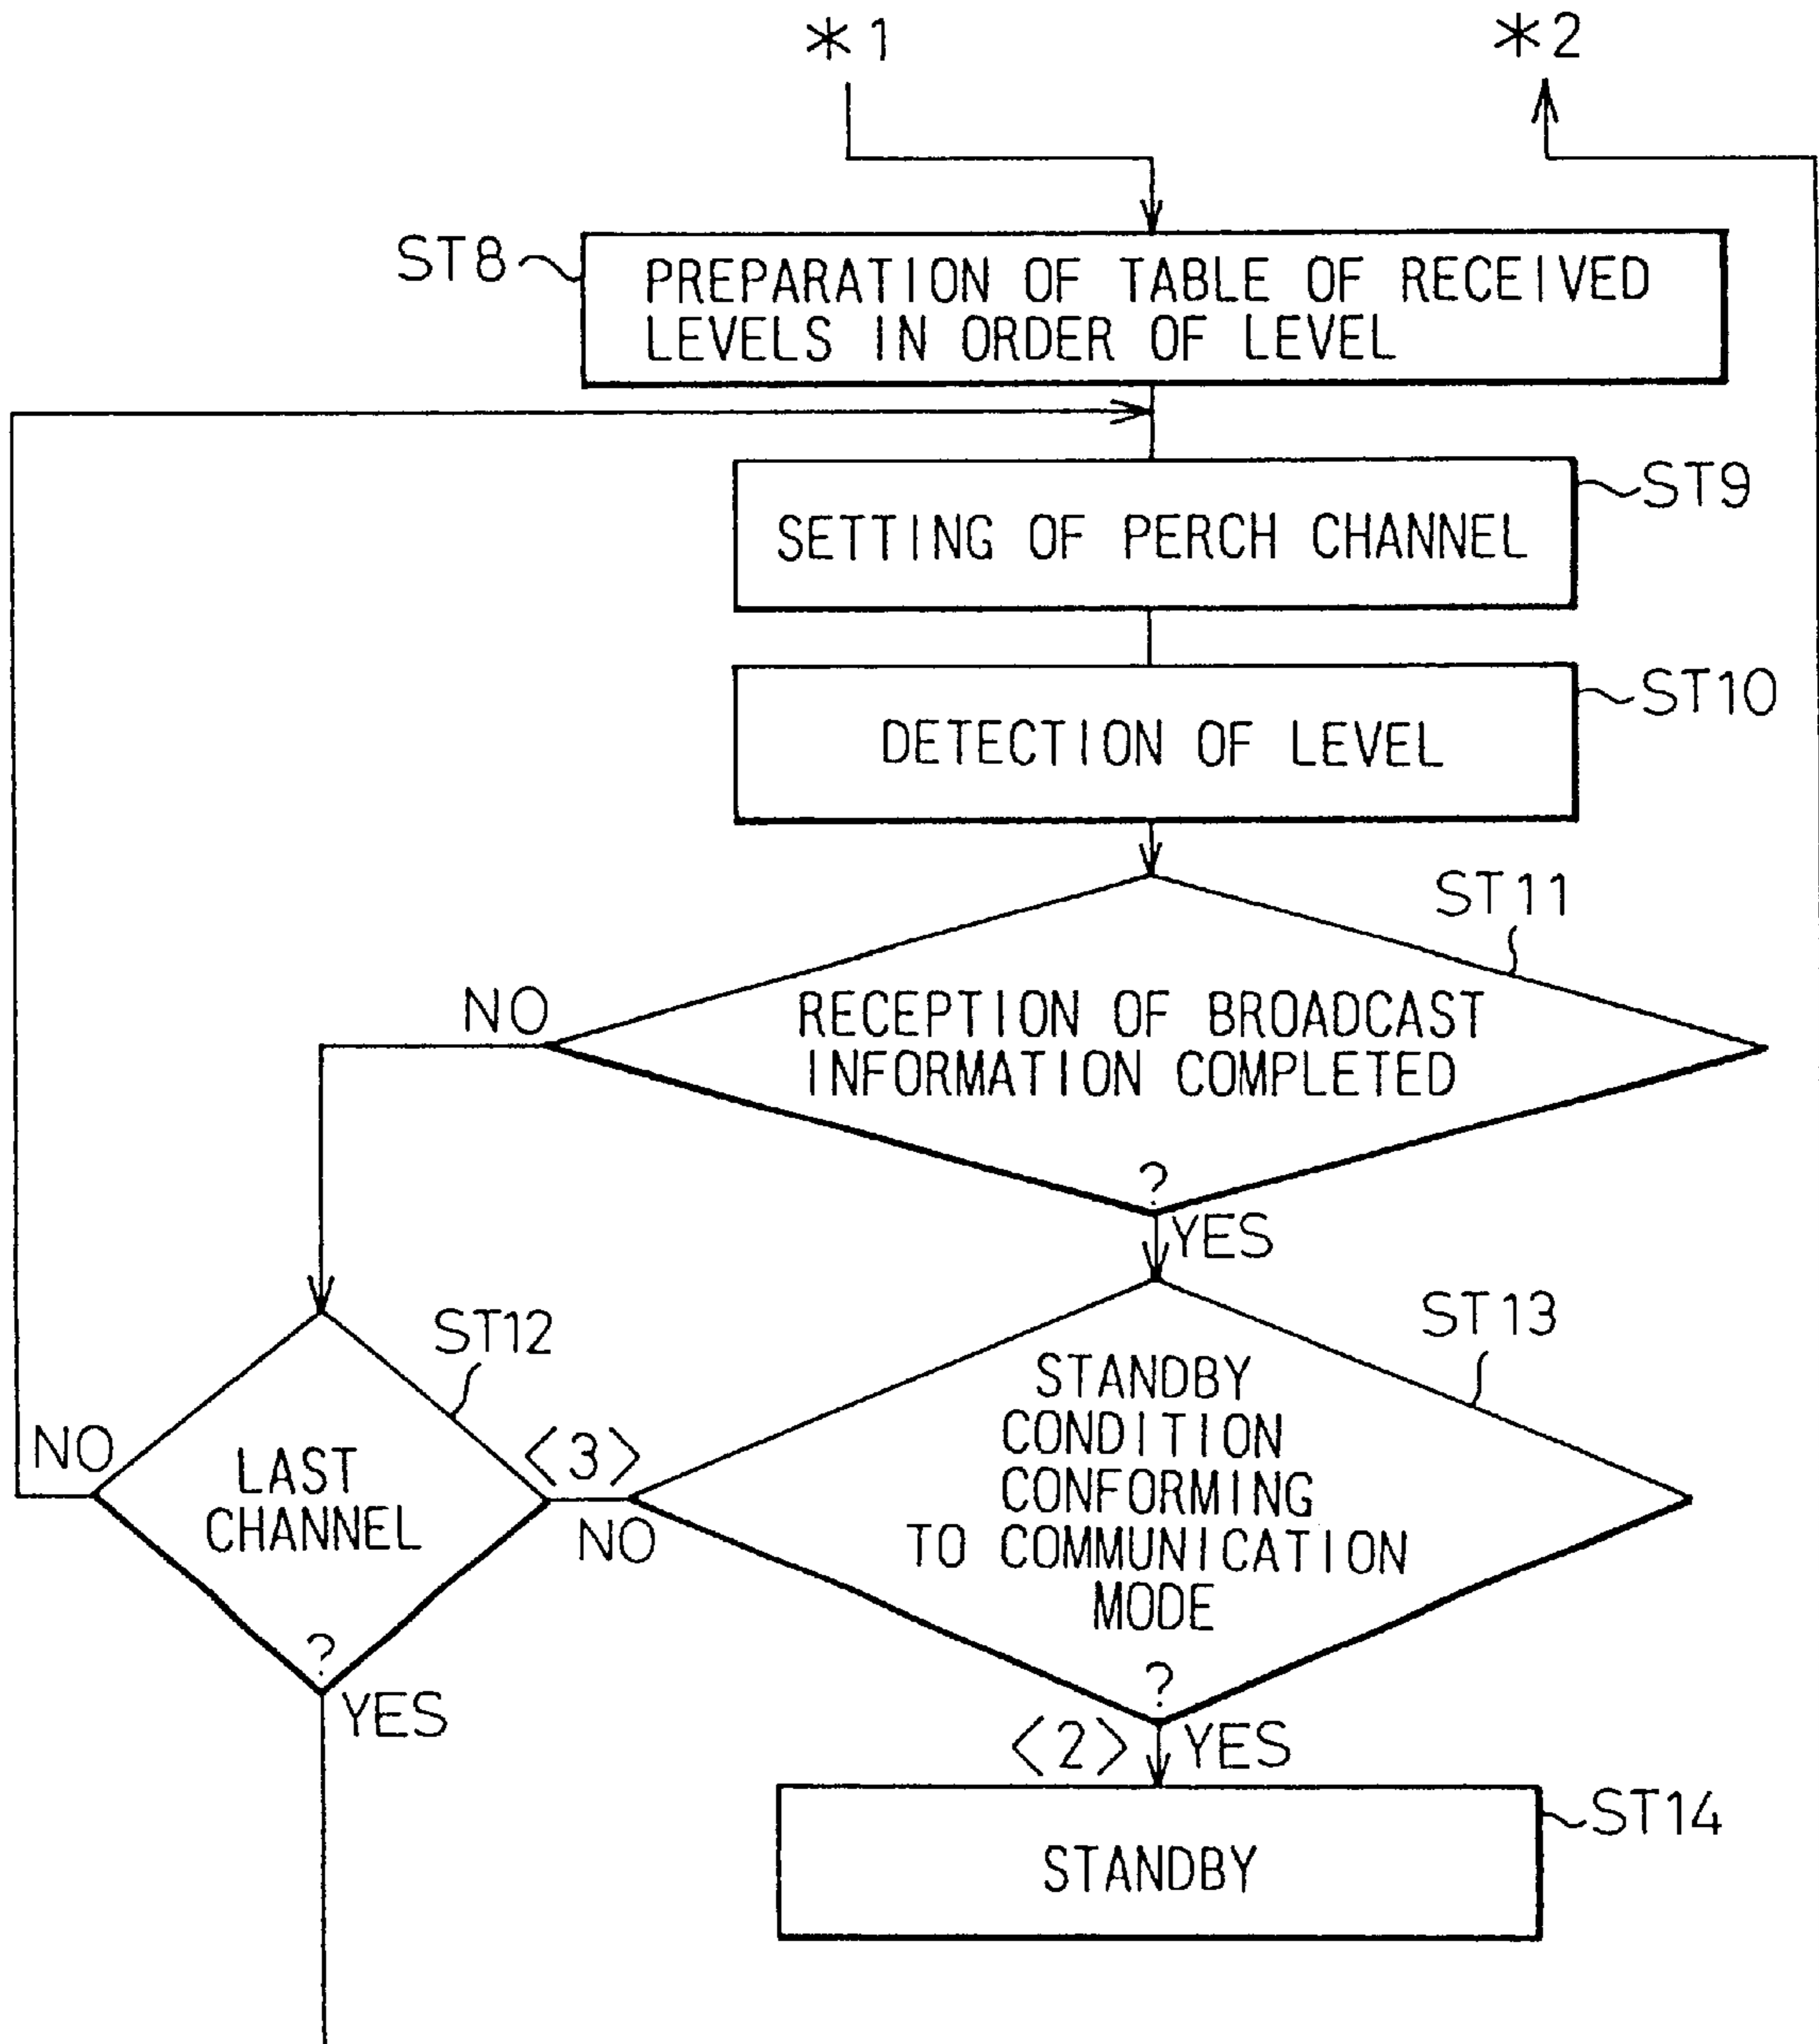 *1
*2
ST8
PREPARATION OF TABLE OF RECEIVED
LEVELS IN ORDER OF LEVEL
ST9
SETTING OF PERCH CHANNEL
ST10
DETECTION OF LEVEL
ST11
NO
RECEPTION OF BROADCAST
INFORMATION COMPLETED
?
YES
ST12
ST13
STANDBY
CONDITION
CONFORMING
TO COMMUNICATION
MODE
?
NO
LAST
CHANNEL
?
<3>
NO
YES
<2>
YES
ST14
STANDBY